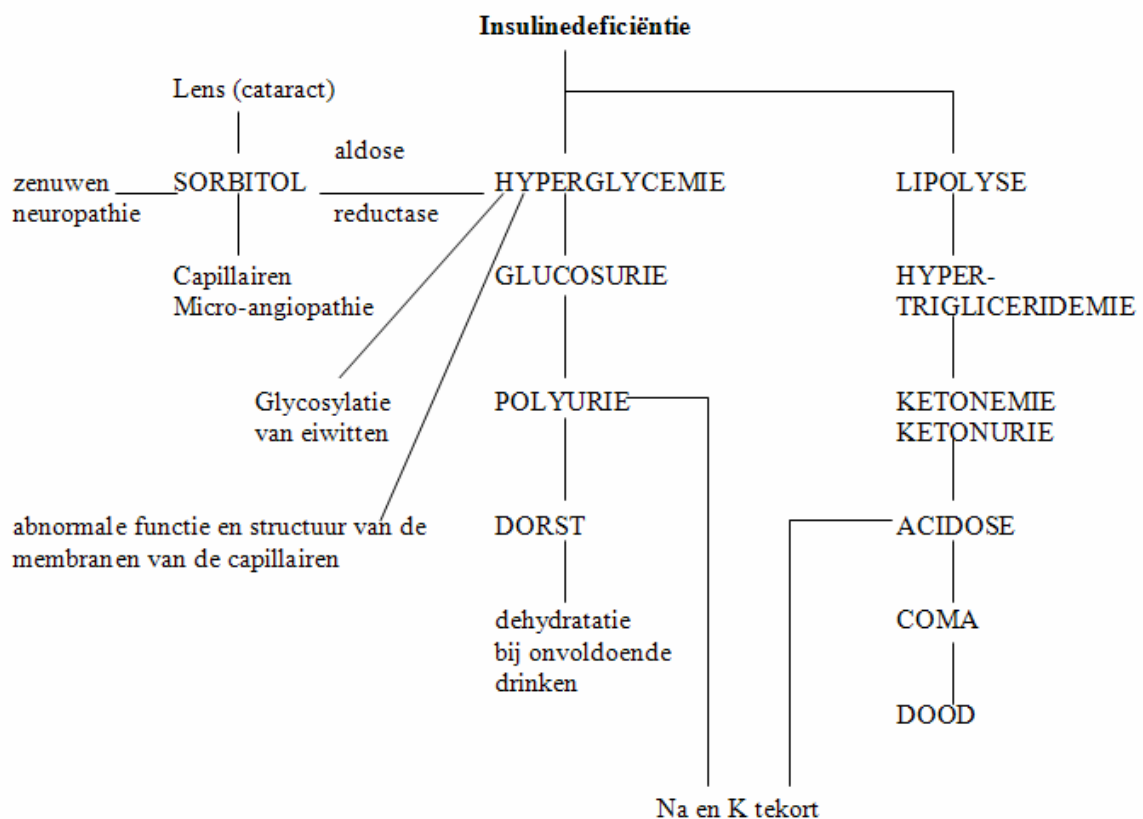 Insulinedeficiëntie
Lens (cataract)
aldose
zenuwen
neuropathie
SORBITOL
reductase
HYPERGLYCEMIE
LIPOLYSE
Capillairen
Micro-angiopathie
GLUCOSURIE
HYPER-
TRIGLICERIDEMIE
Glycosylatie
van eiwitten
POLYURIE
KETONEMIE
KETONURIE
abnormale functie en structuur van de
membranen van de capillairen
DORST
ACIDOSE
dehydratatie
bij onvoldoende
drinken
COMA
DOOD
Na en K tekort